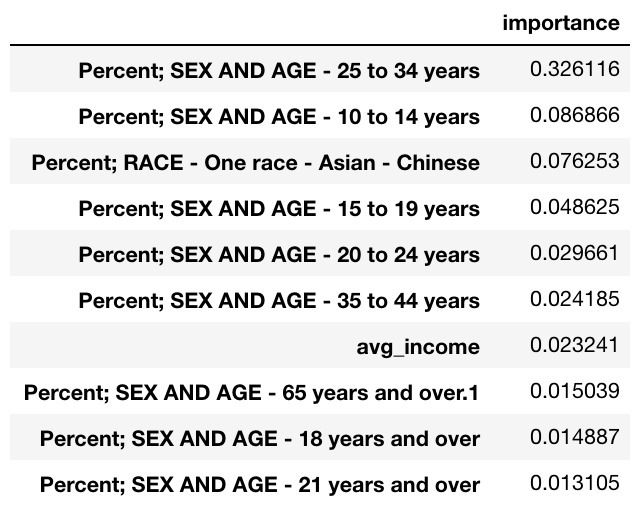 importance
Percent; SEX AND AGE - 25 to 34 years 0.326116
Percent; SEX AND AGE - 10 to 14 years 0.086866
Percent; RACE - One race - Asian - Chinese 0.076253
Percent; SEX AND AGE - 15 to 19 years 0.048625
Percent; SEX AND AGE - 20 to 24 years 0.029661
Percent; SEX AND AGE - 35 to 44 years 0.024185
avg_income 0.023241
Percent; SEX AND AGE - 65 years and over.1 0.015039
Percent; SEX AND AGE - 18 years and over 0.014887
Percent; SEX AND AGE - 21 years and over 0.013105